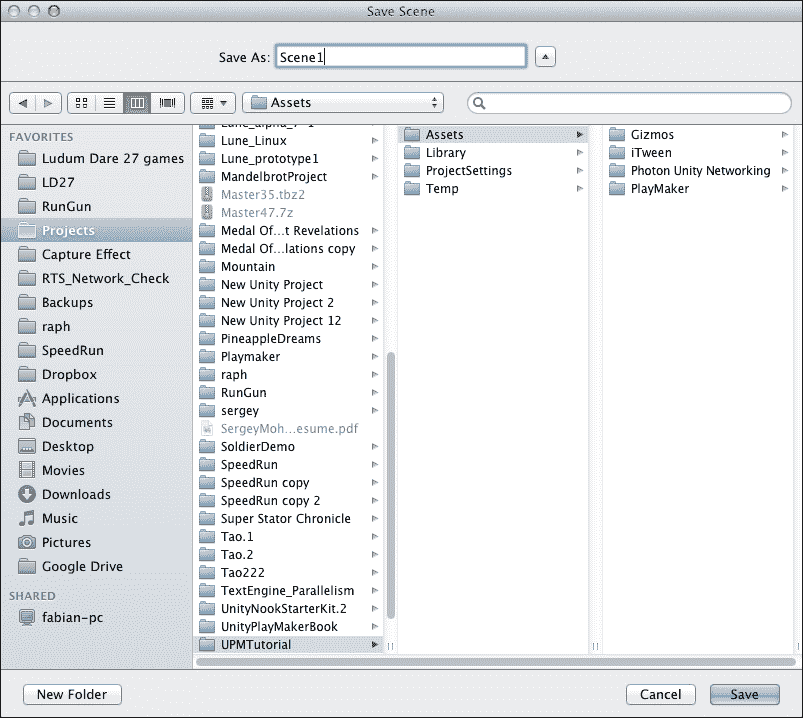 Save Scene
Save As: Scene1
Assets
FAVORITES
Ludum Dare 27 games
LD27
RunGun
Projects
Capture Effect
RTS_Network_Check
Backups
raph
SpeedRun
Dropbox
Applications
Documents
Desktop
Movies
Downloads
Music
Pictures
Google Drive
SHARED
fabian-pc
Lune_Linux
Lune_prototype1
MandelbrotProject
Master35.tbz2
Master47.7z
Medal Of...t Revelations
Medal Of...lations copy
Mountain
New Unity Project
New Unity Project 2
New Unity Project 12
PineappleDreams
Playmaker
raph
RunGun
sergey
SergeyMoh...esume.pdf
SoldierDemo
SpeedRun
SpeedRun copy
SpeedRun copy 2
Super Stator Chronicle
Tao.1
Tao.2
Tao222
TextEngine_Parallelism
UnityNookStarterKit.2
UnityPlayMakerBook
UPMTutorial
Assets
Library
ProjectSettings
Temp
Gizmos
iTween
Photon Unity Networking
PlayMaker
New Folder
Cancel
Save